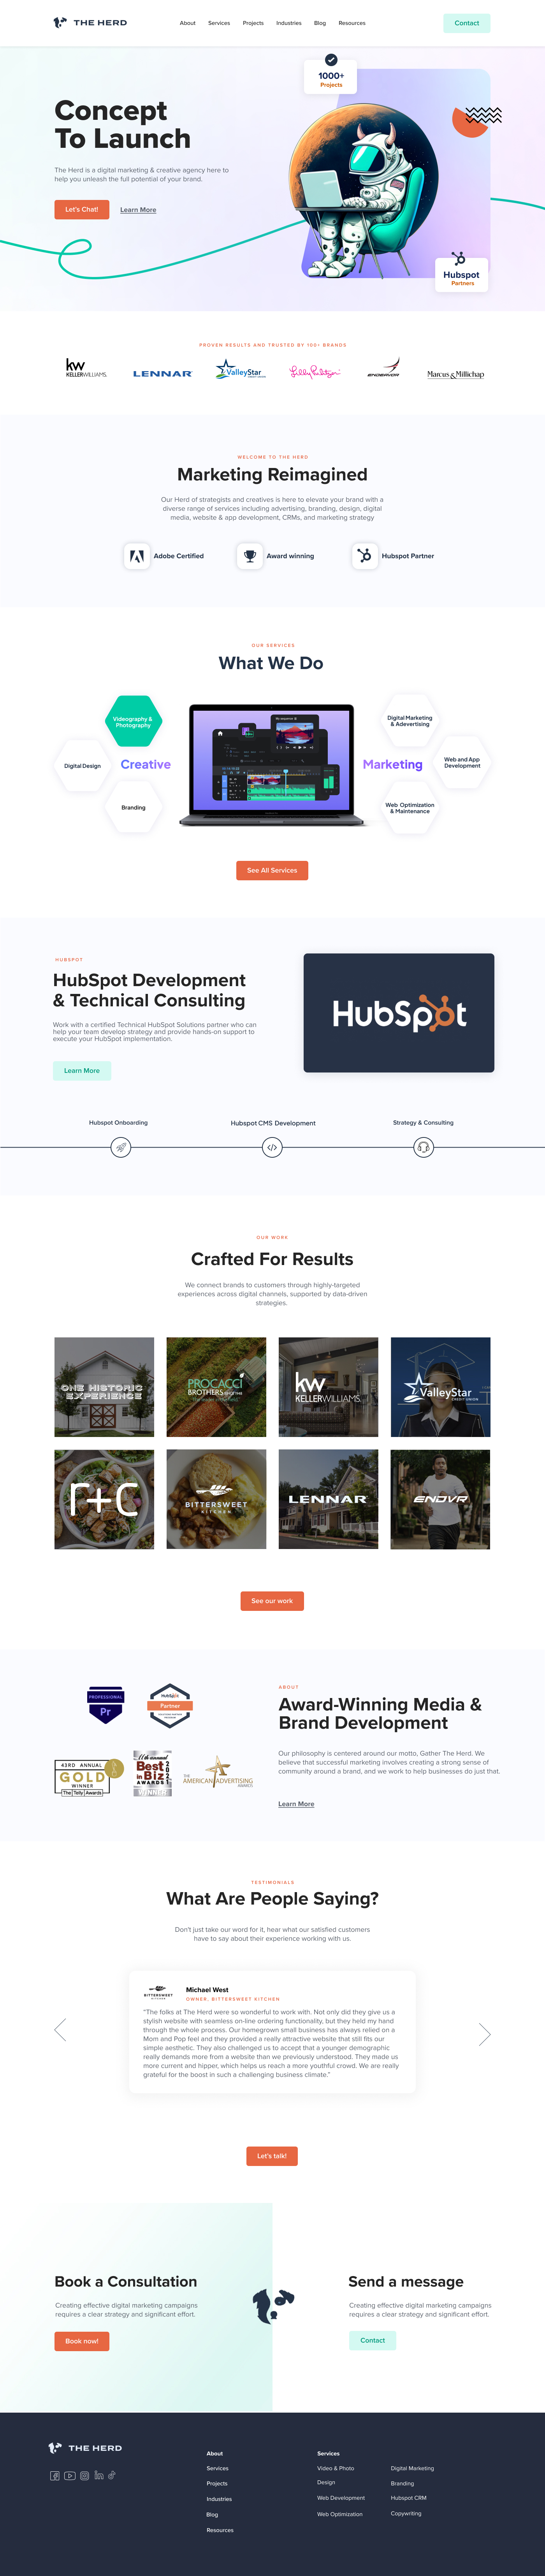 THE HERD
About Services Projects Industries Blog Resources
Contact
1000+
Projects
Concept
To Launch
The Herd is a digital marketing & creative agency here to
help you unleash the full potential of your brand.
Let's Chat!
Learn More
Hubspot
Partners
PROVEN RESULTS AND TRUSTED BY 100+ BRANDS
kw
KELLERWILLIAMS.
LENNAR
ValleyStar
CREDIT UNION
Lilly Pulitzer
ENDEAVOR
Marcus & Millichap
WELCOME TO THE HERD
Marketing Reimagined
Our Herd of strategists and creatives is here to elevate your brand with a
diverse range of services including advertising, branding, design, digital
media, website & app development, CRMs, and marketing strategy
Adobe Certified
Award winning
Hubspot Partner
OUR SERVICES
What We Do
Videography &
Photography
Digital Design
Creative
Branding
Digital Marketing
& Adevertising
Marketing
Web and App
Development
Web Optimization
& Maintenance
See All Services
HUBSPOT
HubSpot Development
& Technical Consulting
Work with a certified Technical HubSpot Solutions partner who can
help your team develop strategy and provide hands-on support to
execute your HubSpot implementation.
Learn More
HubSpot
Hubspot Onboarding
Hubspot CMS Development
Strategy & Consulting
OUR WORK
Crafted For Results
We connect brands to customers through highly-targeted
experiences across digital channels, supported by data-driven
strategies.
ONE HISTORIC
EXPERIENCE
PROCACCI
BROTHERS
kw
KELLERWILLIAMS
ValleyStar
CREDIT UNION
r+c
BITTERSWEET
KITCHEN
LENNAR
ENDVR
See our work
PROFESSIONAL
Pr
HubSpot
Partner
SOLUTIONS PARTNER
PROGRAM
43RD ANNUAL
GOLD
WINNER
The Telly Awards
11th annual
Best in
Biz
AWARDS
2021
WINNER
THE
AMERICAN ADVERTISING
AWARDS
ABOUT
Award-Winning Media &
Brand Development
Our philosophy is centered around our motto, Gather The Herd. We
believe that successful marketing involves creating a strong sense of
community around a brand, and we work to help businesses do just that.
Learn More
TESTIMONIALS
What Are People Saying?
Don't just take our word for it, hear what our satisfied customers
have to say about their experience working with us.
BITTERSWEET
KITCHEN
Michael West
OWNER, BITTERSWEET KITCHEN
"The folks at The Herd were so wonderful to work with. Not only did they give us a
stylish website with seamless on-line ordering functionality, but they held my hand
through the whole process. Our homegrown small business has always relied on a
Mom and Pop feel and they provided a really attractive website that still fits our
simple aesthetic. They also challenged us to accept that a younger demographic
really demands more from a website than we previously understood. They made us
more current and hipper, which helps us reach a more youthful crowd. We are really
grateful for the boost in such a challenging business climate."
Let's talk!
Book a Consultation
Creating effective digital marketing campaigns
requires a clear strategy and significant effort.
Book now!
Send a message
Creating effective digital marketing campaigns
requires a clear strategy and significant effort.
Contact
THE HERD
About
Services
Projects
Industries
Blog
Resources
Services
Video & Photo
Design
Web Development
Web Optimization
Digital Marketing
Branding
Hubspot CRM
Copywriting